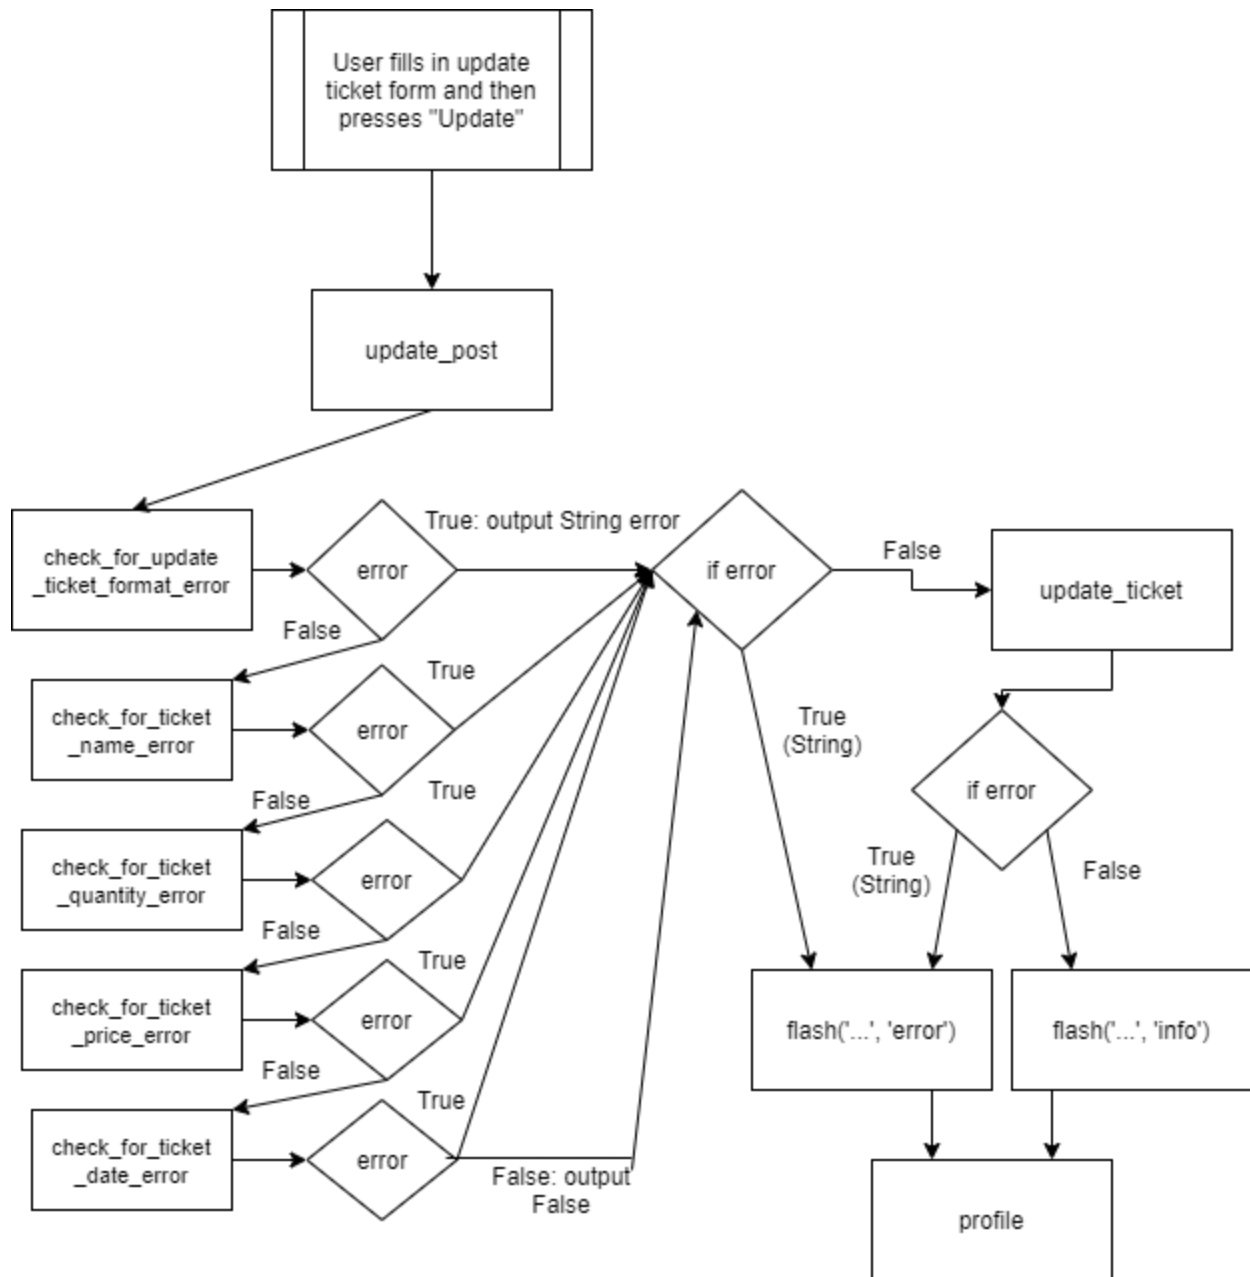 User fills in update
ticket form and then
presses "Update"
update_post
True: output String error
check_for_update
_ticket_format_error
error
if error
False
update_ticket
False
True
check_for_ticket
_name_error
error
True
(String)
if error
False
True
check_for_ticket
_quantity_error
error
True
(String)
False
False
True
check_for_ticket
_price_error
error
flash('...', 'error')
flash('...', 'info')
False
True
check_for_ticket
_date_error
error
False: output
False
profile